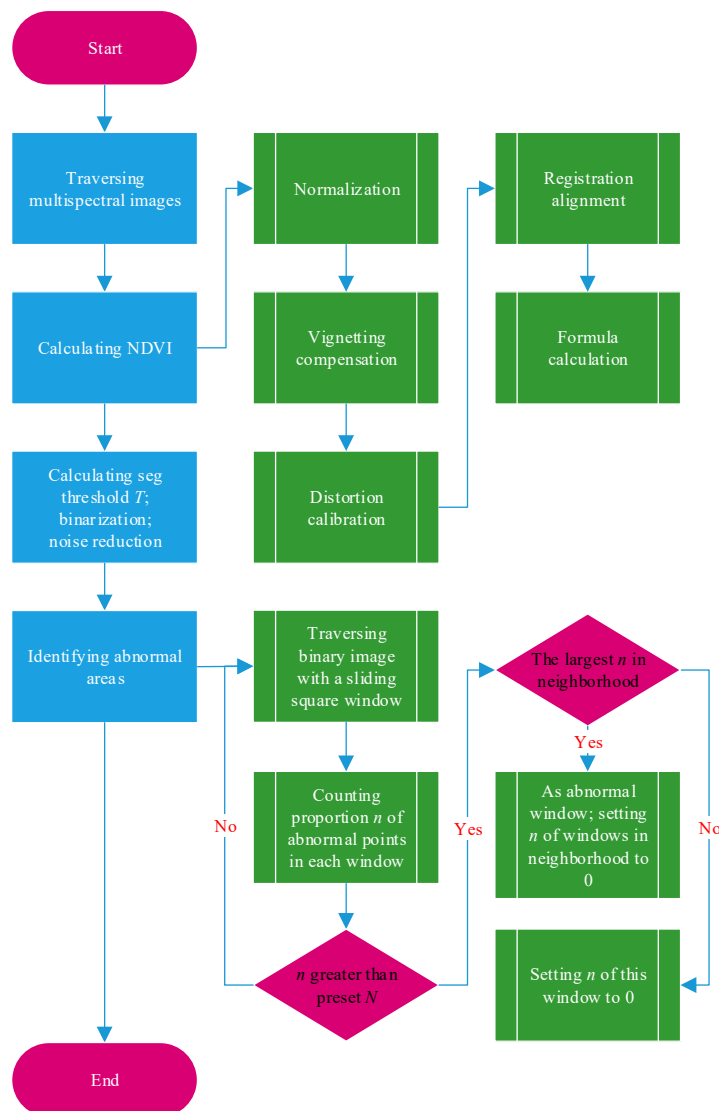 Start
Traversing
multispectral images
Calculating NDVI
Calculating seg
threshold T;
binarization;
noise reduction
Identifying abnormal
areas
End
Normalization
Vignetting
compensation
Distortion
calibration
Registration
alignment
Formula
calculation
Traversing
binary image
with a sliding
square window
Counting
proportion n of
abnormal points
in each window
n greater than
preset N
No
Yes
The largest n in
neighborhood
Yes
No
As abnormal
window; setting
n of windows in
neighborhood to
0
Setting n of this
window to 0